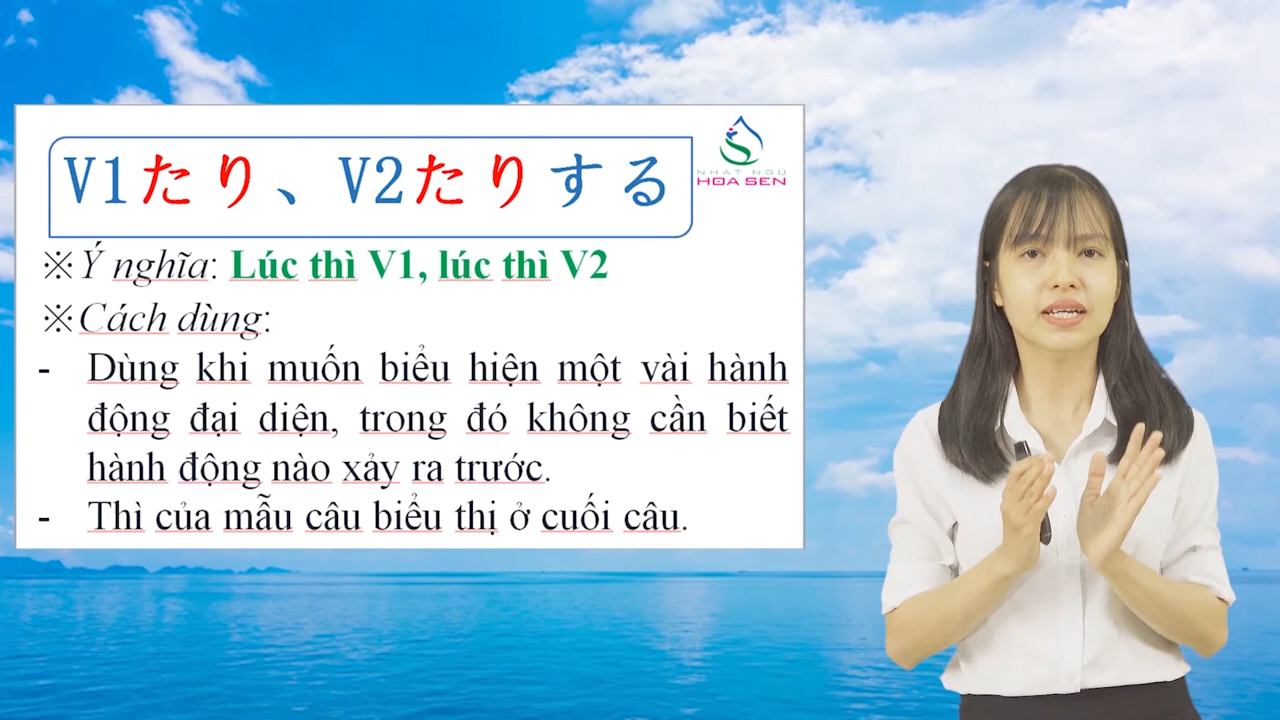 V1たり、V2たりする
NHẬT NGỮ
HOA SEN
※Ý nghĩa: Lúc thì V1, lúc thì V2
※Cách dùng:
- Dùng khi muốn biểu hiện một vài hành
động đại diện, trong đó không cần biết
hành động nào xảy ra trước.
- Thì của mẫu câu biểu thị ở cuối câu.